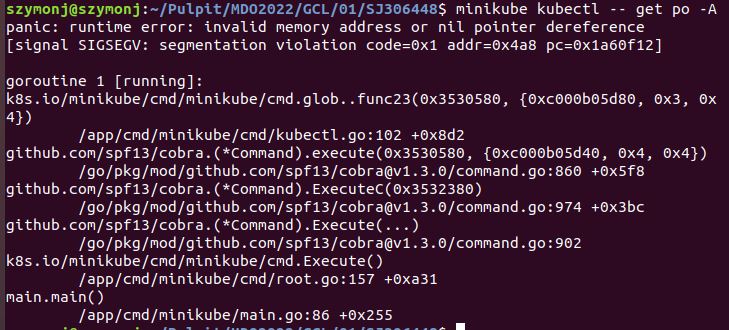 szymonj@szymonj:~/Pulpit/MDO2022/GCL/01/SJ306448$ minikube kubectl -- get po -A
panic: runtime error: invalid memory address or nil pointer dereference
[signal SIGSEGV: segmentation violation code=0x1 addr=0x4a8 pc=0x1a60f12]
goroutine 1 [running]:
k8s.io/minikube/cmd/minikube/cmd.glob..func23(0x3530580, {0xc000b05d80, 0x3, 0x
4})
/app/cmd/minikube/cmd/kubectl.go:102 +0x8d2
github.com/spf13/cobra.(*Command).execute(0x3530580, {0xc000b05d40, 0x4, 0x4})
/go/pkg/mod/github.com/spf13/cobra@v1.3.0/command.go:860 +0x5f8
github.com/spf13/cobra.(*Command).ExecuteC(0x3532380)
/go/pkg/mod/github.com/spf13/cobra@v1.3.0/command.go:974 +0x3bc
github.com/spf13/cobra.(*Command).Execute(...)
/go/pkg/mod/github.com/spf13/cobra@v1.3.0/command.go:902
k8s.io/minikube/cmd/minikube/cmd.Execute()
/app/cmd/minikube/cmd/root.go:157 +0xa31
main.main()
/app/cmd/minikube/main.go:86 +0x255